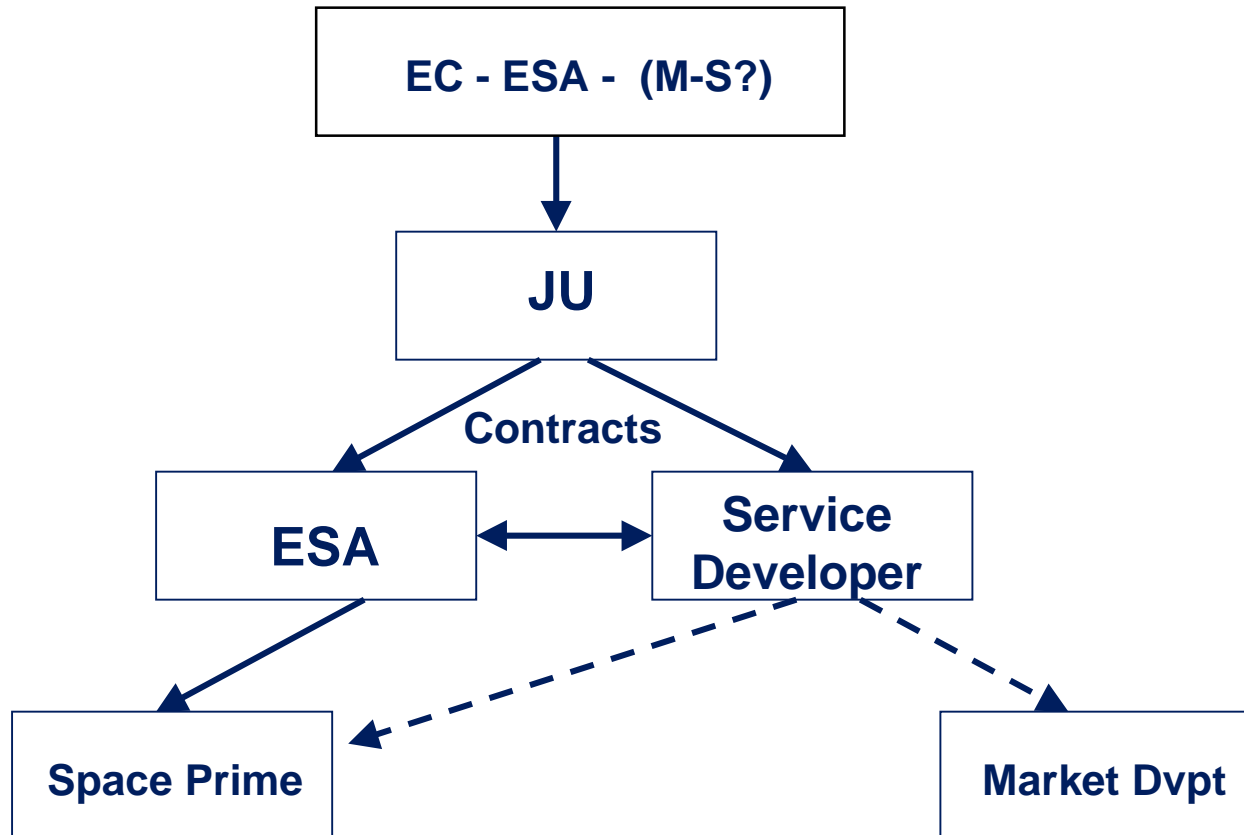 EC - ESA - (M-S?)
JU
Contracts
ESA
Service
Developer
Space Prime
Market Dvpt